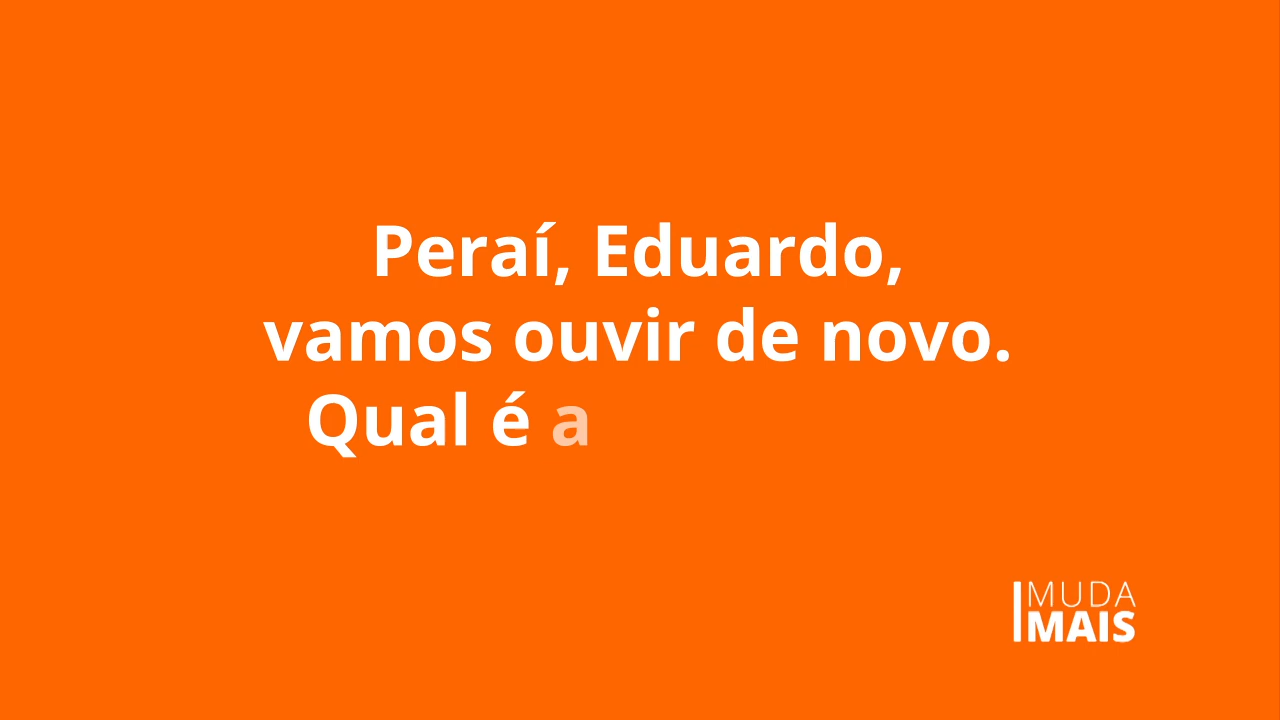 Peraí, Eduardo,
vamos ouvir de novo.
Qual é a
MUDA
MAIS